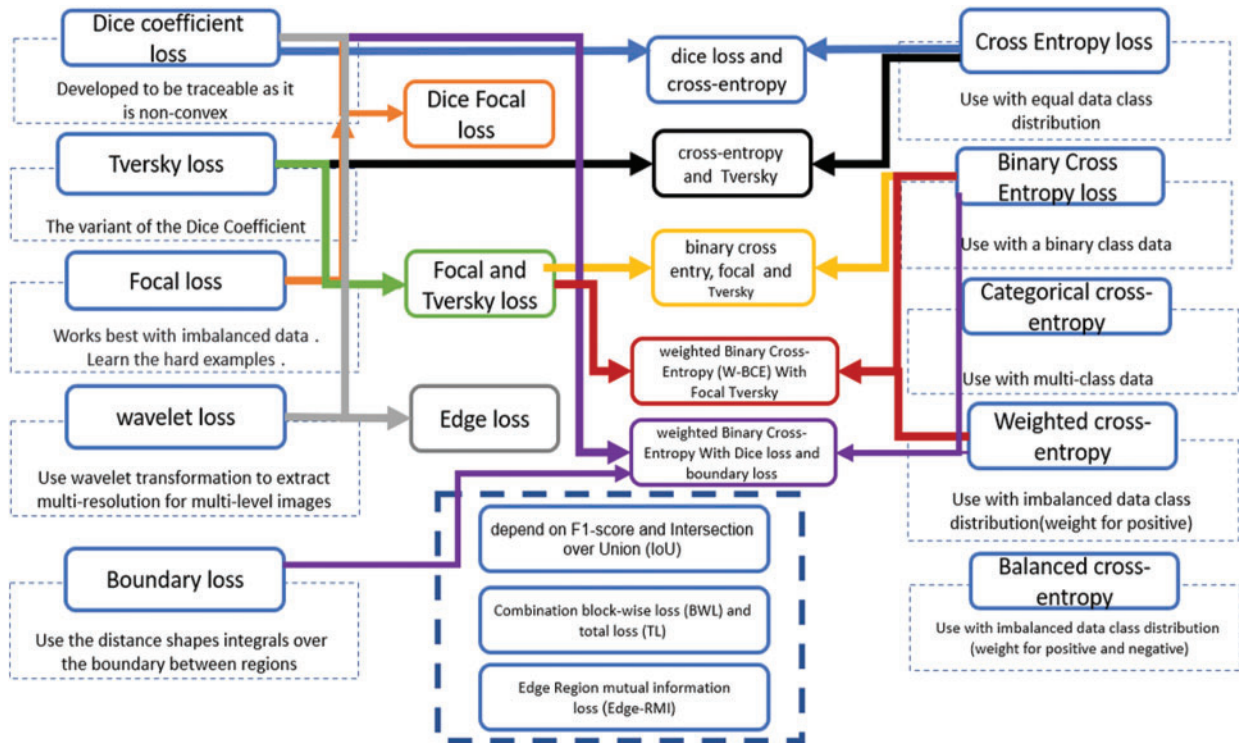 Dice coefficient
loss
Developed to be traceable as it
is non-convex
Tversky loss
The variant of the Dice Coefficient
Focal loss
Works best with imbalanced data .
Learn the hard examples .
wavelet loss
Use wavelet transformation to extract
multi-resolution for multi-level images
Boundary loss
Use the distance shapes integrals over
the boundary between regions
Dice Focal
loss
Focal and
Tversky loss
Edge loss
dice loss and
cross-entropy
cross-entropy
and Tversky
binary cross
entry, focal and
Tversky
weighted Binary Cross-
Entropy (W-BCE) With
Focal Tversky
weighted Binary Cross-
Entropy With Dice loss and
boundary loss
depend on F1-score and Intersection
over Union (IoU)
Combination block-wise loss (BWL) and
total loss (TL)
Edge Region mutual information
loss (Edge-RMI)
Cross Entropy loss
Use with equal data class
distribution
Binary Cross
Entropy loss
Use with a binary class data
Categorical cross-
entropy
Use with multi-class data
Weighted cross-
entropy
Use with imbalanced data class
distribution(weight for positive)
Balanced cross-
entropy
Use with imbalanced data class distribution
(weight for positive and negative)